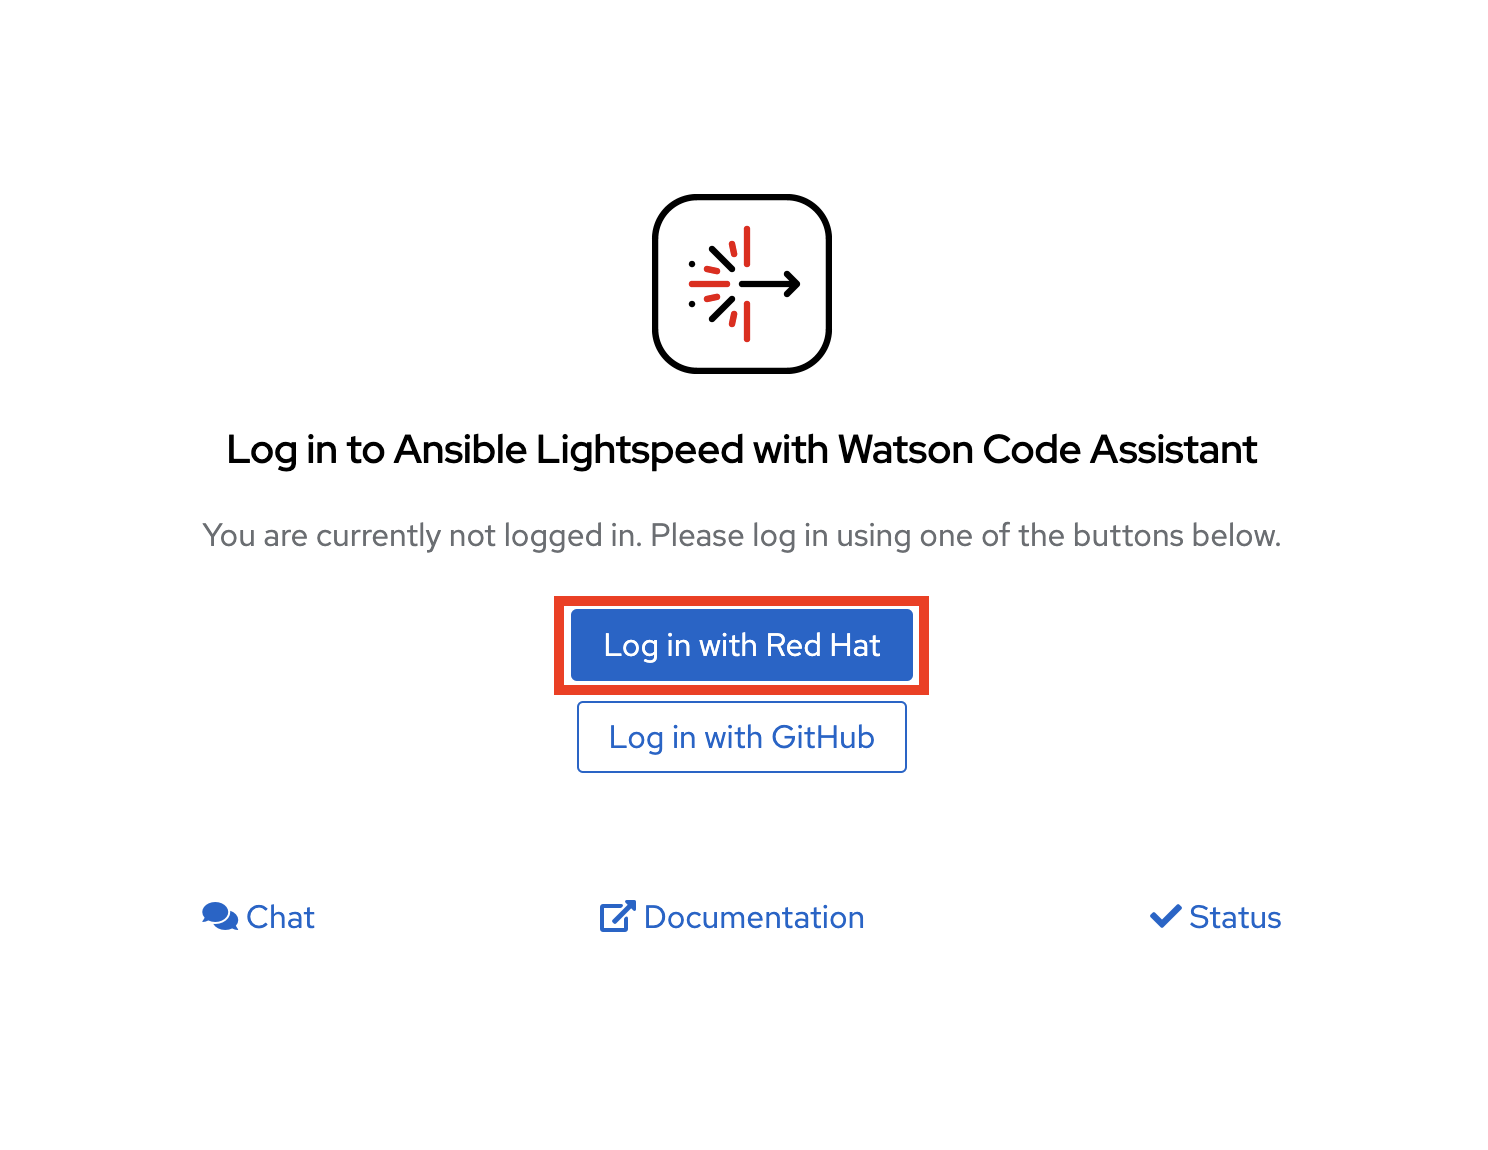 Log in to Ansible Lightspeed with Watson Code Assistant
You are currently not logged in. Please log in using one of the buttons below.
Log in with Red Hat
Log in with GitHub
Chat
Documentation
Status